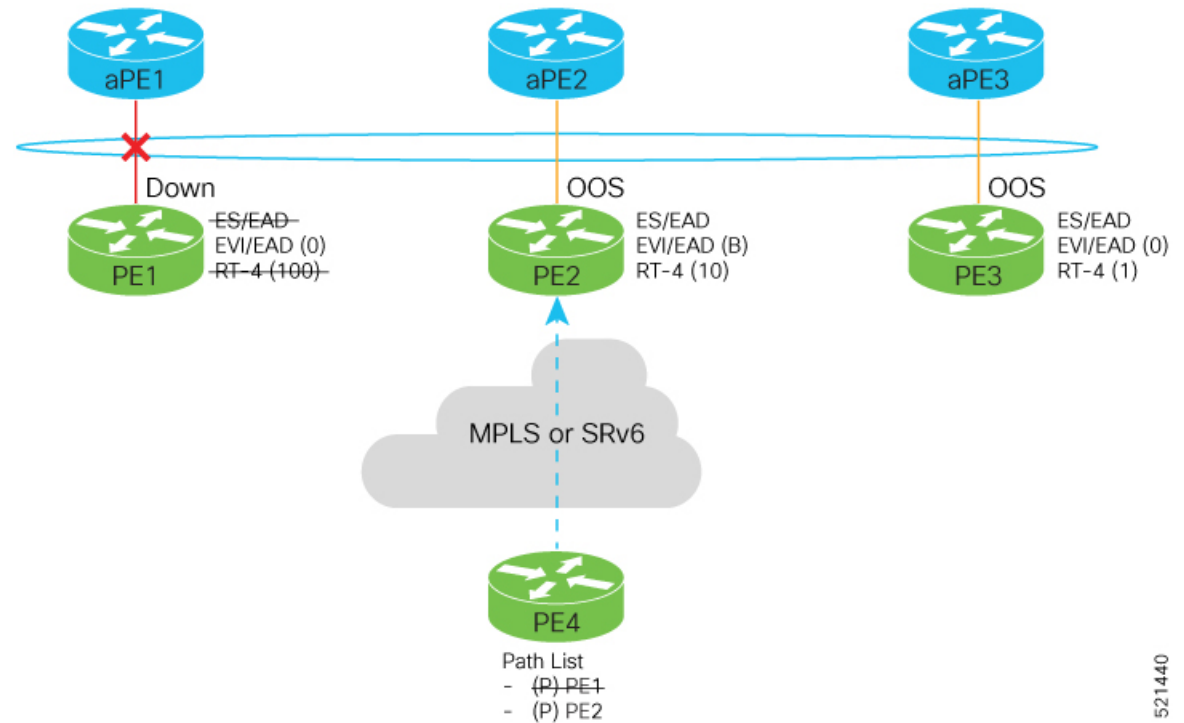 aPE1
aPE2
aPE3
Down
OOS
OOS
PE1
ES/EAD
EVI/EAD (0)
RT-4 (100)
PE2
ES/EAD
EVI/EAD (B)
RT-4 (10)
PE3
ES/EAD
EVI/EAD (0)
RT-4 (1)
MPLS or SRv6
PE4
Path List
- (P) PE1
- (P) PE2
521440